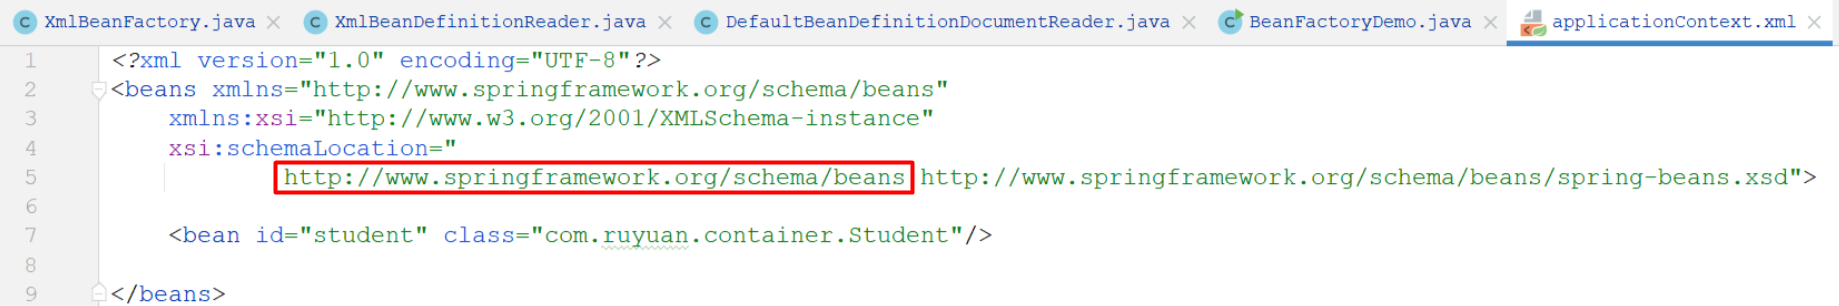 XmlBeanFactory.java XmlBeanDefinitionReader.java DefaultBeanDefinitionDocumentReader.java BeanFactoryDemo.java applicationContext.xml
1 <?xml version="1.0" encoding="UTF-8"?>
2 <beans xmlns="http://www.springframework.org/schema/beans"
3 xmlns:xsi="http://www.w3.org/2001/XMLSchema-instance"
4 xsi:schemaLocation="
5 http://www.springframework.org/schema/beans http://www.springframework.org/schema/beans/spring-beans.xsd">
6
7 <bean id="student" class="com.ruyuan.container.Student"/>
8
9 </beans>